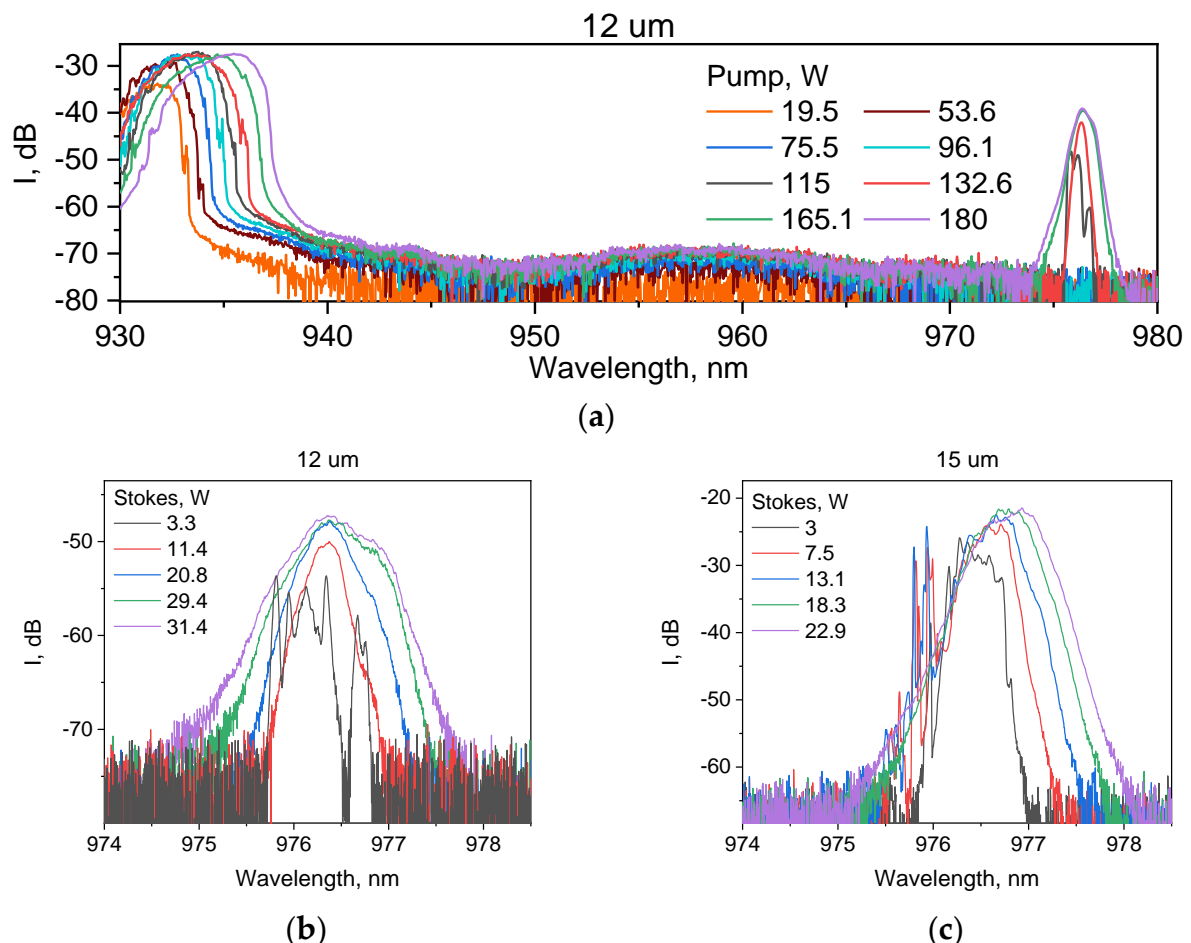 12 um
I, dB
-30
-40
-50
-60
-70
-80
Pump, W
19.5 53.6
75.5 96.1
115 132.6
165.1 180
930 940 950 960 970 980
Wavelength, nm
(a)
12 um
I, dB
-50
-60
-70
Stokes, W
3.3
11.4
20.8
29.4
31.4
974 975 976 977 978
Wavelength, nm
(b)
15 um
I, dB
-20
-30
-40
-50
-60
Stokes, W
3
7.5
13.1
18.3
22.9
974 975 976 977 978
Wavelength, nm
(c)